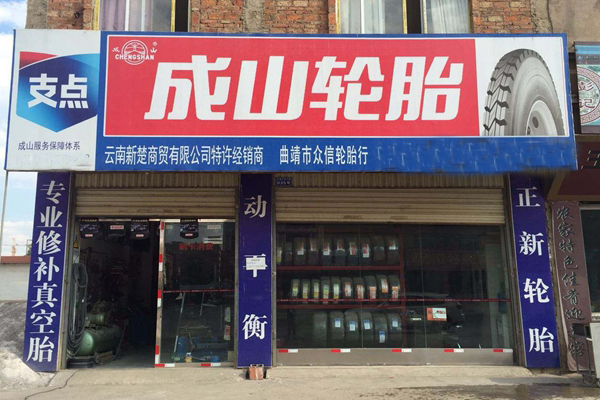 支点
成山服务保障体系
成 山
CHENGSHAN
成山轮胎
云南新楚商贸有限公司特许经销商 曲靖市众信轮胎行
专业修补真空胎
动平衡
正新轮胎